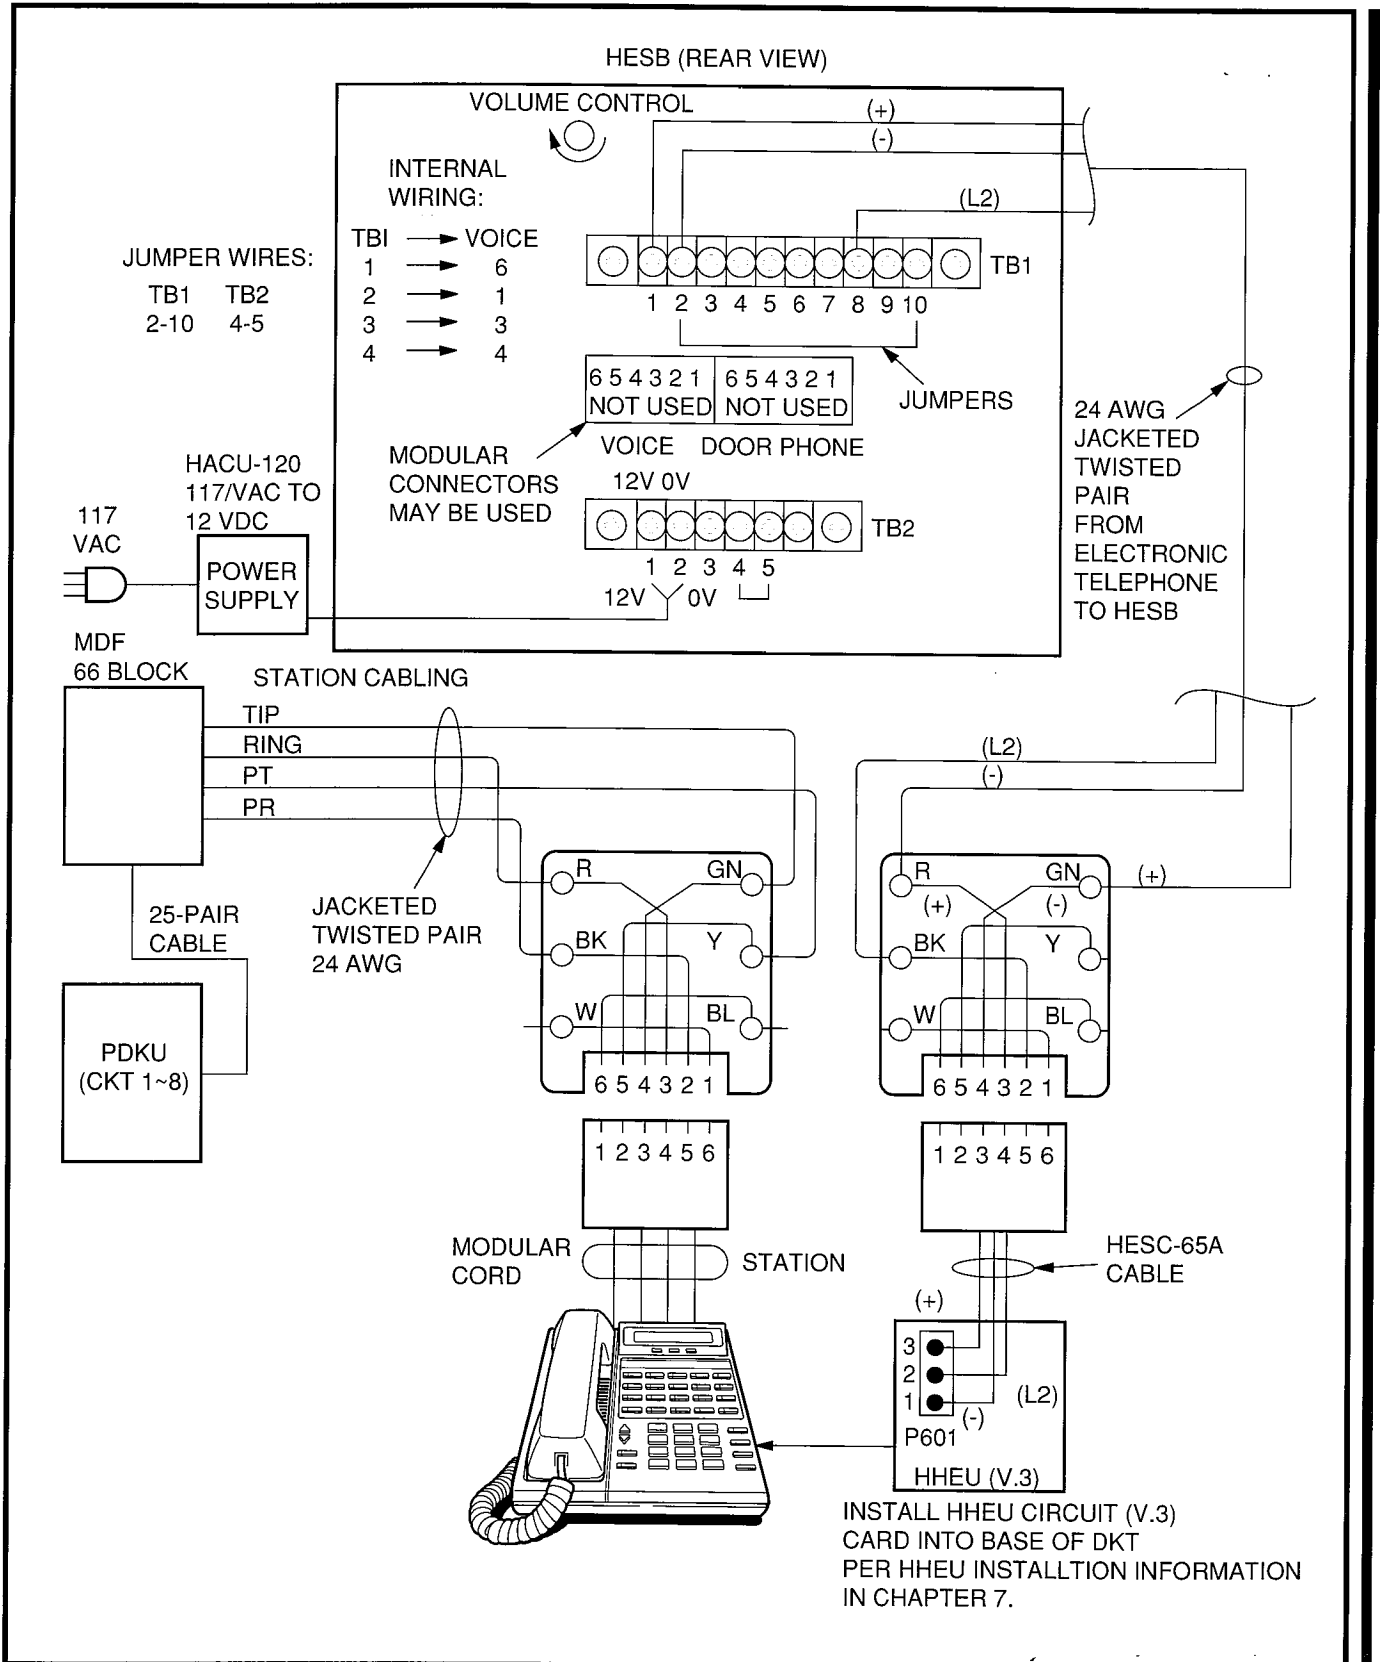 HESB (REAR VIEW)
VOLUME CONTROL
(+)
(-)
INTERNAL
WIRING:
(L2)
TBI VOICE
1 6
2 1
3 3
4 4
JUMPER WIRES:
TB1 TB2
2-10 4-5
TB1
1 2 3 4 5 6 7 8 9 10
JUMPERS
6 5 4 3 2 1 6 5 4 3 2 1
NOT USED NOT USED
VOICE DOOR PHONE
MODULAR
CONNECTORS
MAY BE USED
12V 0V
TB2
1 2 3 4 5
12V 0V
24 AWG
JACKETED
TWISTED
PAIR
FROM
ELECTRONIC
TELEPHONE
TO HESB
HACU-120
117/VAC TO
12 VDC
117
VAC
POWER
SUPPLY
MDF
66 BLOCK
STATION CABLING
TIP
RING
PT
PR
(L2)
(-)
25-PAIR
CABLE
JACKETED
TWISTED PAIR
24 AWG
PDKU
(CKT 1~8)
R GN
BK Y
W BL
6 5 4 3 2 1
1 2 3 4 5 6
R GN (+)
(+) (-)
BK Y
W BL
6 5 4 3 2 1
1 2 3 4 5 6
MODULAR
CORD
STATION
HESC-65A
CABLE
(+)
3
2
1
(L2)
(-)
P601
HHEU (V.3)
INSTALL HHEU CIRCUIT (V.3)
CARD INTO BASE OF DKT
PER HHEU INSTALLTION INFORMATION
IN CHAPTER 7.